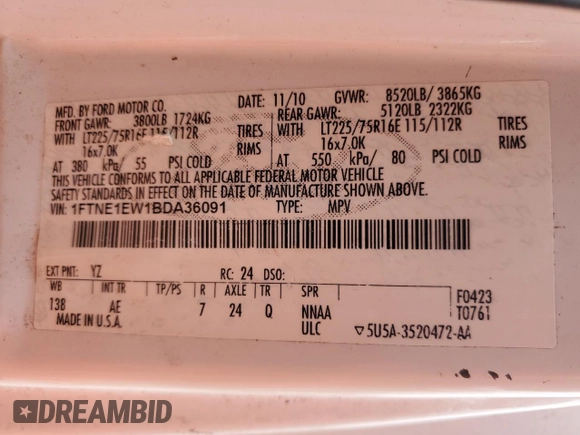 MFD. BY FORD MOTOR CO. DATE: 11/10 GVWR: 8520LB/ 3865KG
FRONT GAWR: 3800LB 1724KG REAR GAWR: 5120LB 2322KG
WITH LT225/75R16E 115/112R TIRES WITH LT225/75R16E 115/112R TIRES
16x7.0K RIMS 16x7.0K RIMS
AT 380 kPa/ 55 PSI COLD AT 550 kPa/ 80 PSI COLD
THIS VEHICLE CONFORMS TO ALL APPLICABLE FEDERAL MOTOR VEHICLE
SAFETY STANDARDS IN EFFECT ON THE DATE OF MANUFACTURE SHOWN ABOVE.
VIN: 1FTNE1EW1BDA36091 TYPE: MPV
EXT PNT: YZ RC: 24 DSO:
WB INT TR TP/PS R AXLE TR SPR F0423
138 AE 7 24 Q NNAA T0761
MADE IN U.S.A. ULC ▽5U5A-3520472-AA
DREAMBID